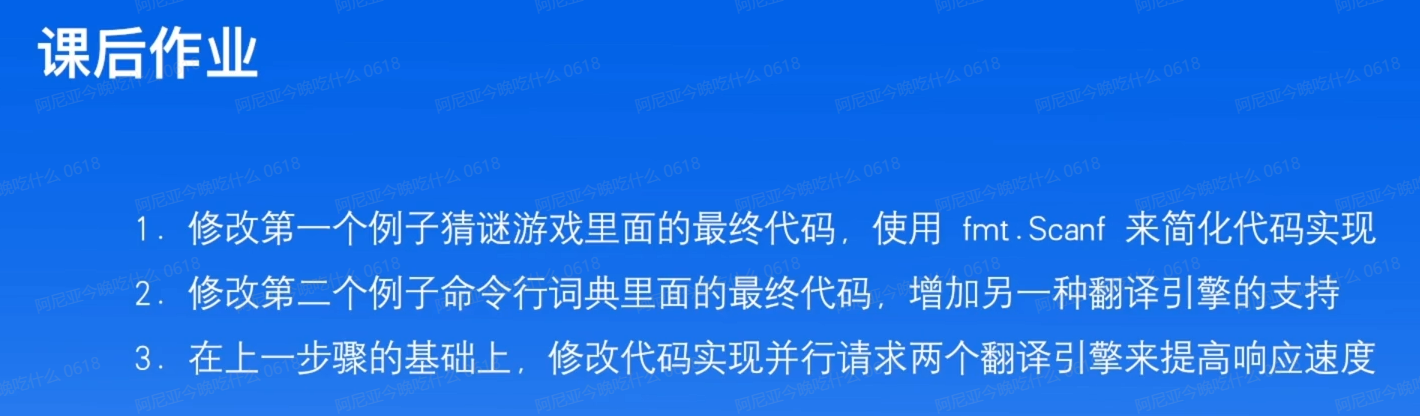 课后作业
1. 修改第一个例子猜谜游戏里面的最终代码,使用 fmt.Scanf 来简化代码实现
2. 修改第二个例子命令行词典里面的最终代码,增加另一种翻译引擎的支持
3. 在上一步骤的基础上,修改代码实现并行请求两个翻译引擎来提高响应速度
阿尼亚今晚吃什么 0618